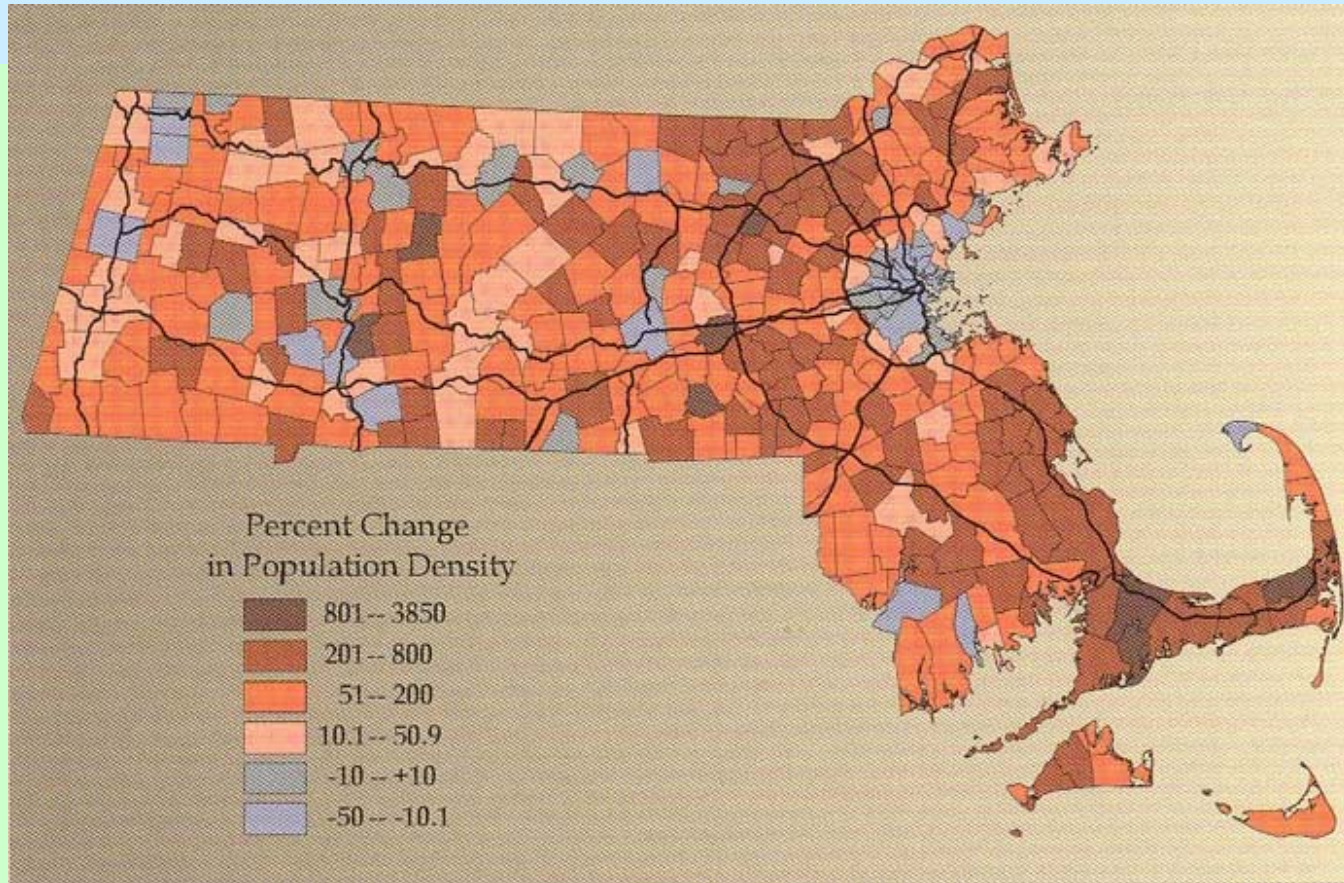 Percent Change
in Population Density
801 -- 3850
201 -- 800
51 -- 200
10.1 -- 50.9
-10 -- +10
-50 -- -10.1